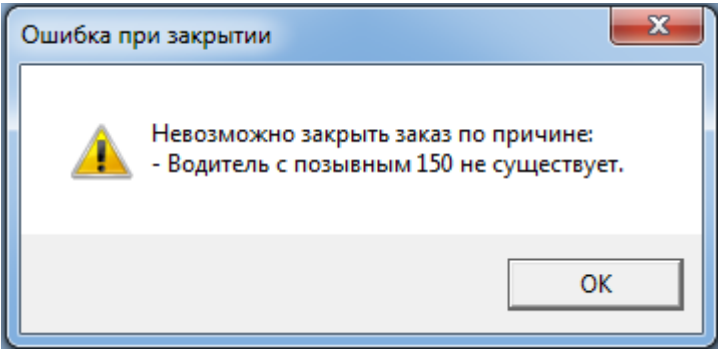 Ошибка при закрытии
Невозможно закрыть заказ по причине:
- Водитель с позывным 150 не существует.
OK